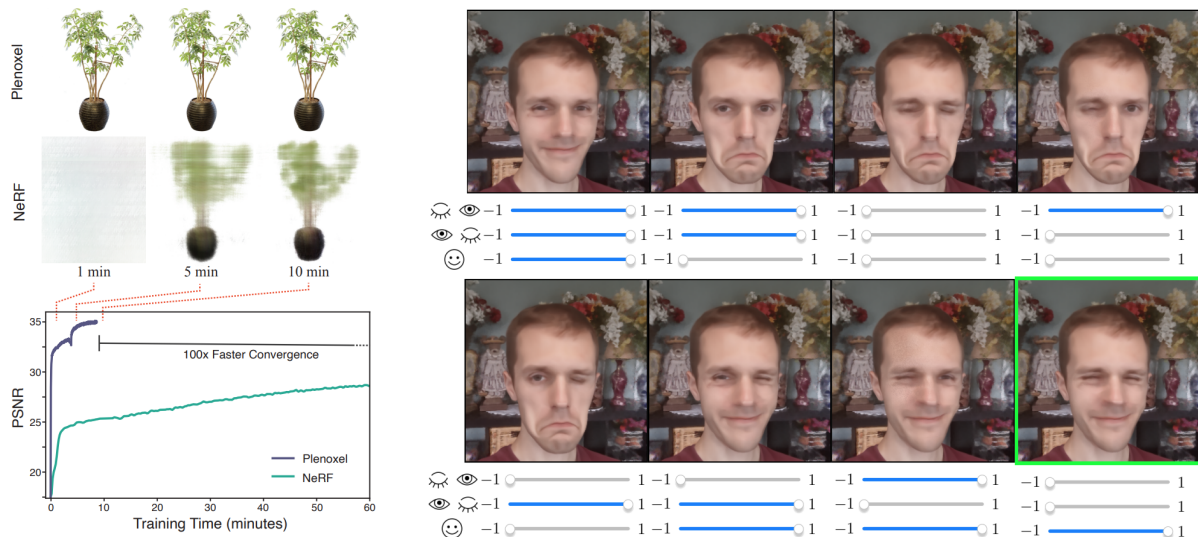 Plenoxel
NeRF
1 min 5 min 10 min
35
30
25
20
PSNR
100x Faster Convergence
Plenoxel
NeRF
0 10 20 30 40 50 60
Training Time (minutes)
−1 1 −1 1 −1 1 −1 1
−1 1 −1 1 −1 1 −1 1
−1 1 −1 1 −1 1 −1 1
−1 1 −1 1 −1 1 −1 1
−1 1 −1 1 −1 1 −1 1
−1 1 −1 1 −1 1 −1 1